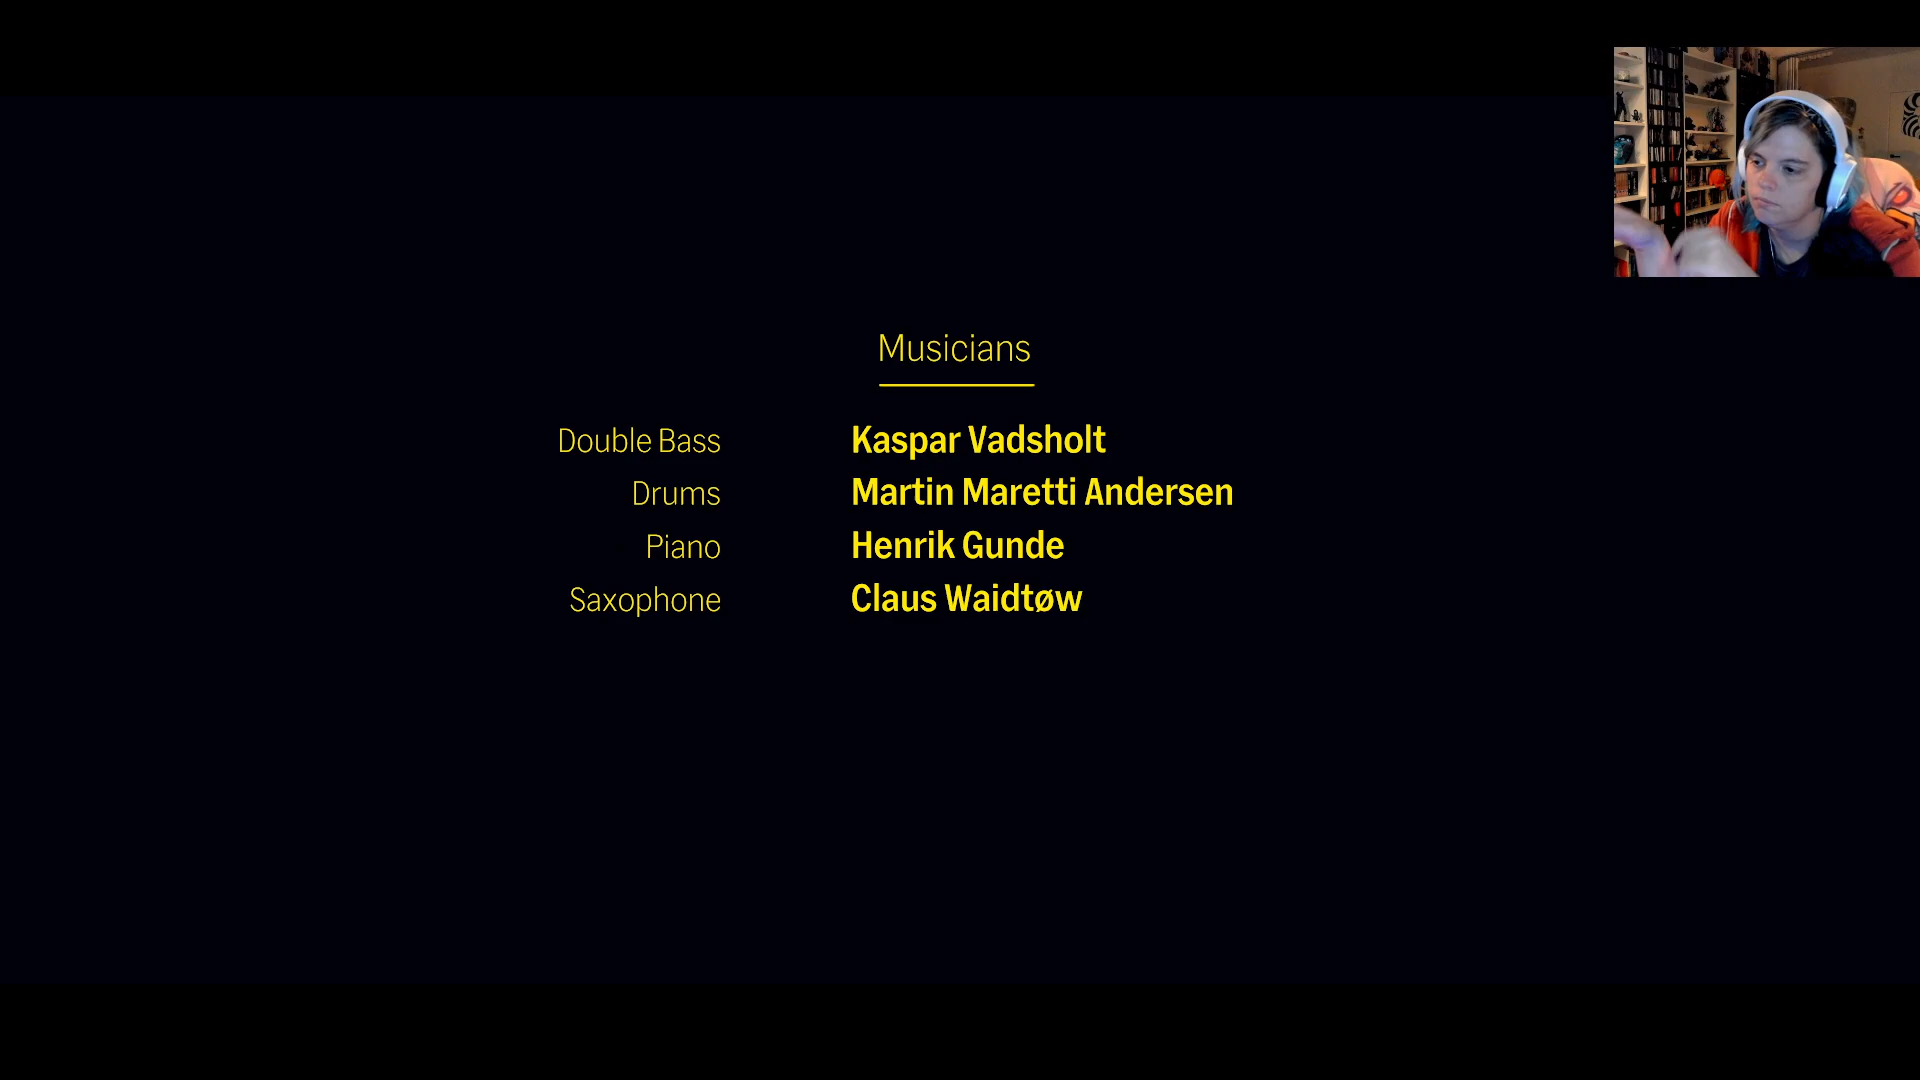 Musicians
Double Bass Kaspar Vadsholt
Drums Martin Maretti Andersen
Piano Henrik Gunde
Saxophone Claus Waidtøw